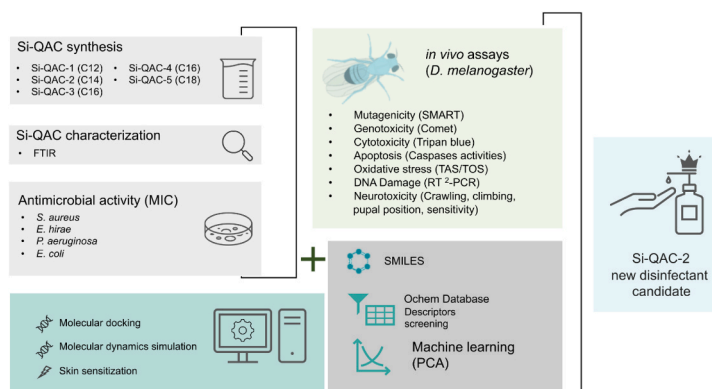 Si-QAC synthesis
• Si-QAC-1 (C12) • Si-QAC-4 (C16)
• Si-QAC-2 (C14) • Si-QAC-5 (C18)
• Si-QAC-3 (C16)
Si-QAC characterization
• FTIR
Antimicrobial activity (MIC)
• S. aureus
• E. hirae
• P. aeruginosa
• E. coli
Molecular docking
Molecular dynamics simulation
Skin sensitization
in vivo assays
(D. melanogaster)
• Mutagenicity (SMART)
• Genotoxicity (Comet)
• Cytotoxicity (Tripan blue)
• Apoptosis (Caspases activities)
• Oxidative stress (TAS/TOS)
• DNA Damage (RT ²-PCR)
• Neurotoxicity (Crawling, climbing,
pupal position, sensitivity)
+
SMILES
Ochem Database
Descriptors
screening
Machine learning
(PCA)
Si-QAC-2
new disinfectant
candidate